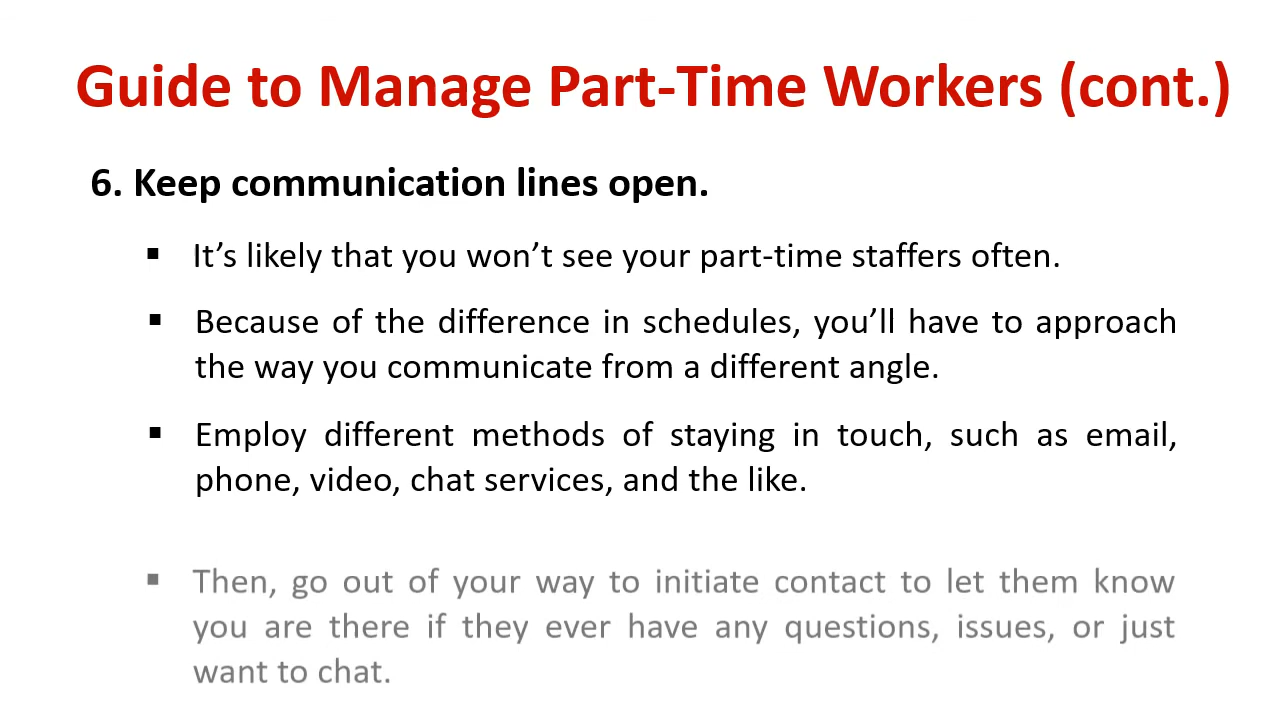 Guide to Manage Part-Time Workers (cont.)
6. Keep communication lines open.
▪ It’s likely that you won’t see your part-time staffers often.
▪ Because of the difference in schedules, you’ll have to approach
the way you communicate from a different angle.
▪ Employ different methods of staying in touch, such as email,
phone, video, chat services, and the like.
▪ Then, go out of your way to initiate contact to let them know
you are there if they ever have any questions, issues, or just
want to chat.